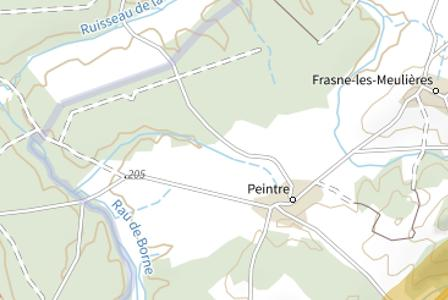 Ruisseau de la
Frasne-les-Meulières
205
Peintre
Rau de Borne